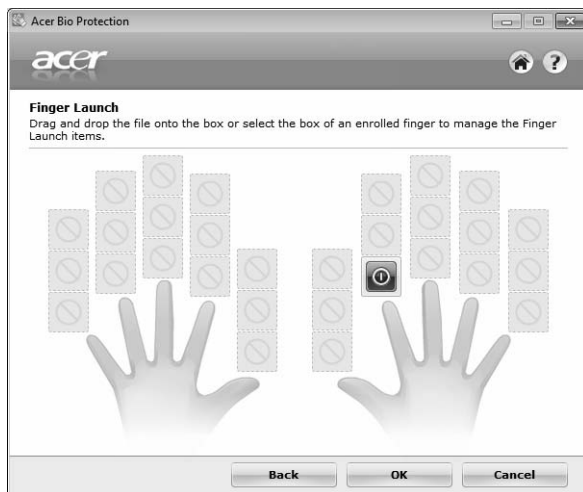 Acer Bio Protection
acer
?
Finger Launch
Drag and drop the file onto the box or select the box of an enrolled finger to manage the Finger
Launch items.
Back OK Cancel